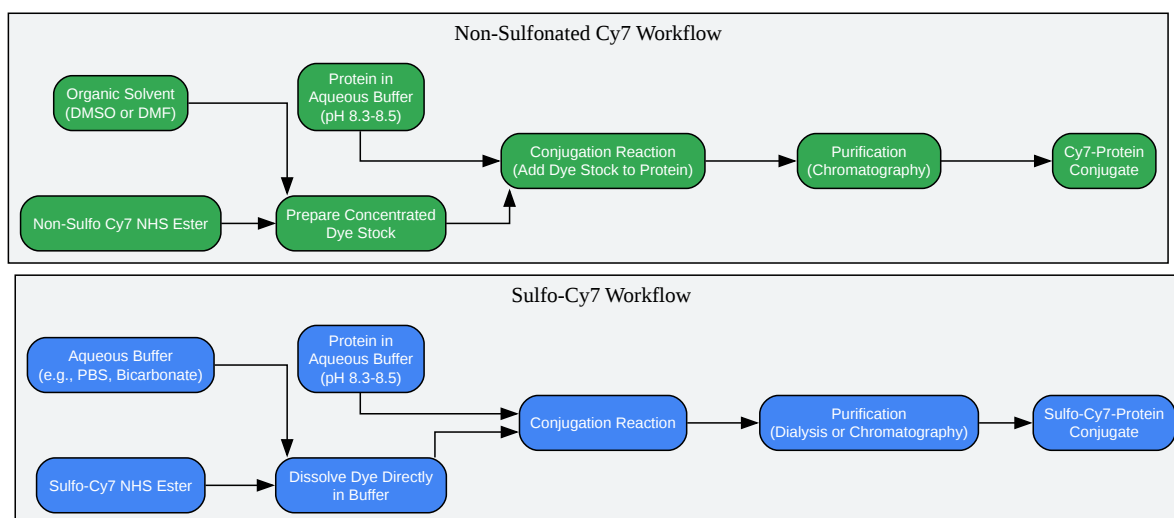 Non-Sulfonated Cy7 Workflow
Organic Solvent
(DMSO or DMF)
Protein in
Aqueous Buffer
(pH 8.3-8.5)
Non-Sulfo Cy7 NHS Ester
Prepare Concentrated
Dye Stock
Conjugation Reaction
(Add Dye Stock to Protein)
Purification
(Chromatography)
Cy7-Protein
Conjugate
Sulfo-Cy7 Workflow
Aqueous Buffer
(e.g., PBS, Bicarbonate)
Protein in
Aqueous Buffer
(pH 8.3-8.5)
Sulfo-Cy7 NHS Ester
Dissolve Dye Directly
in Buffer
Conjugation Reaction
Purification
(Dialysis or Chromatography)
Sulfo-Cy7-Protein
Conjugate